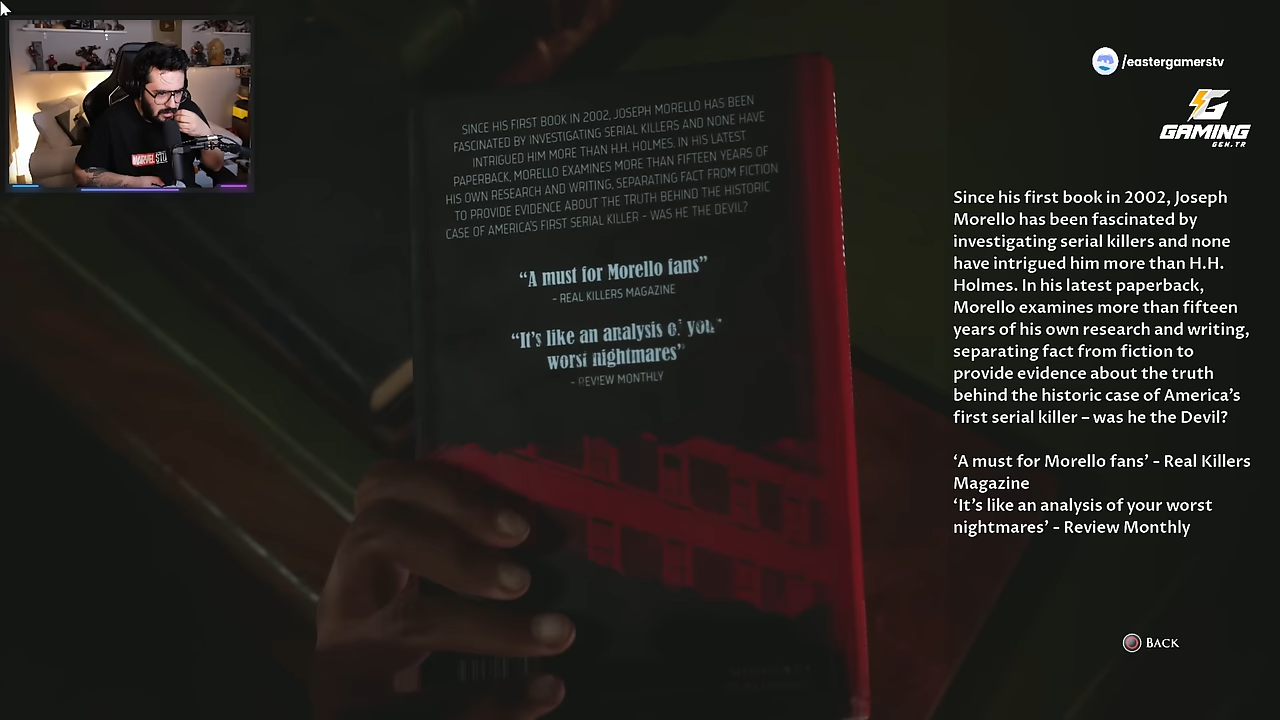 /eastergamerstv
GAMING
GEN.TR
SINCE HIS FIRST BOOK IN 2002, JOSEPH MORELLO HAS BEEN
FASCINATED BY INVESTIGATING SERIAL KILLERS AND NONE HAVE
INTRIGUED HIM MORE THAN H.H. HOLMES. IN HIS LATEST
PAPERBACK, MORELLO EXAMINES MORE THAN FIFTEEN YEARS OF
HIS OWN RESEARCH AND WRITING, SEPARATING FACT FROM FICTION
TO PROVIDE EVIDENCE ABOUT THE TRUTH BEHIND THE HISTORIC
CASE OF AMERICA'S FIRST SERIAL KILLER – WAS HE THE DEVIL?
“A must for Morello fans”
– REAL KILLERS MAGAZINE
“It's like an analysis of your
worst nightmares”
– REVIEW MONTHLY
Since his first book in 2002, Joseph
Morello has been fascinated by
investigating serial killers and none
have intrigued him more than H.H.
Holmes. In his latest paperback,
Morello examines more than fifteen
years of his own research and writing,
separating fact from fiction to
provide evidence about the truth
behind the historic case of America’s
first serial killer – was he the Devil?
‘A must for Morello fans’ - Real Killers
Magazine
‘It’s like an analysis of your worst
nightmares’ - Review Monthly
BACK